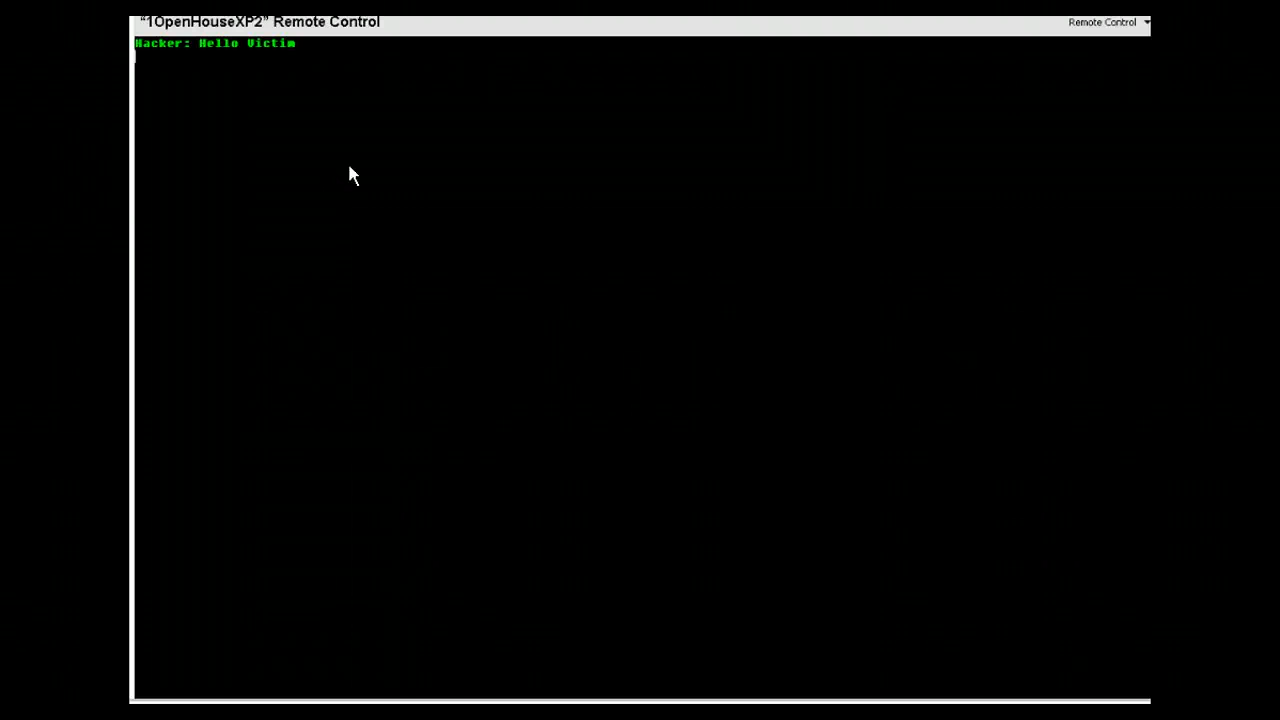 "1OpenHouseXP2" Remote Control
Remote Control
Hacker: Hello Victim